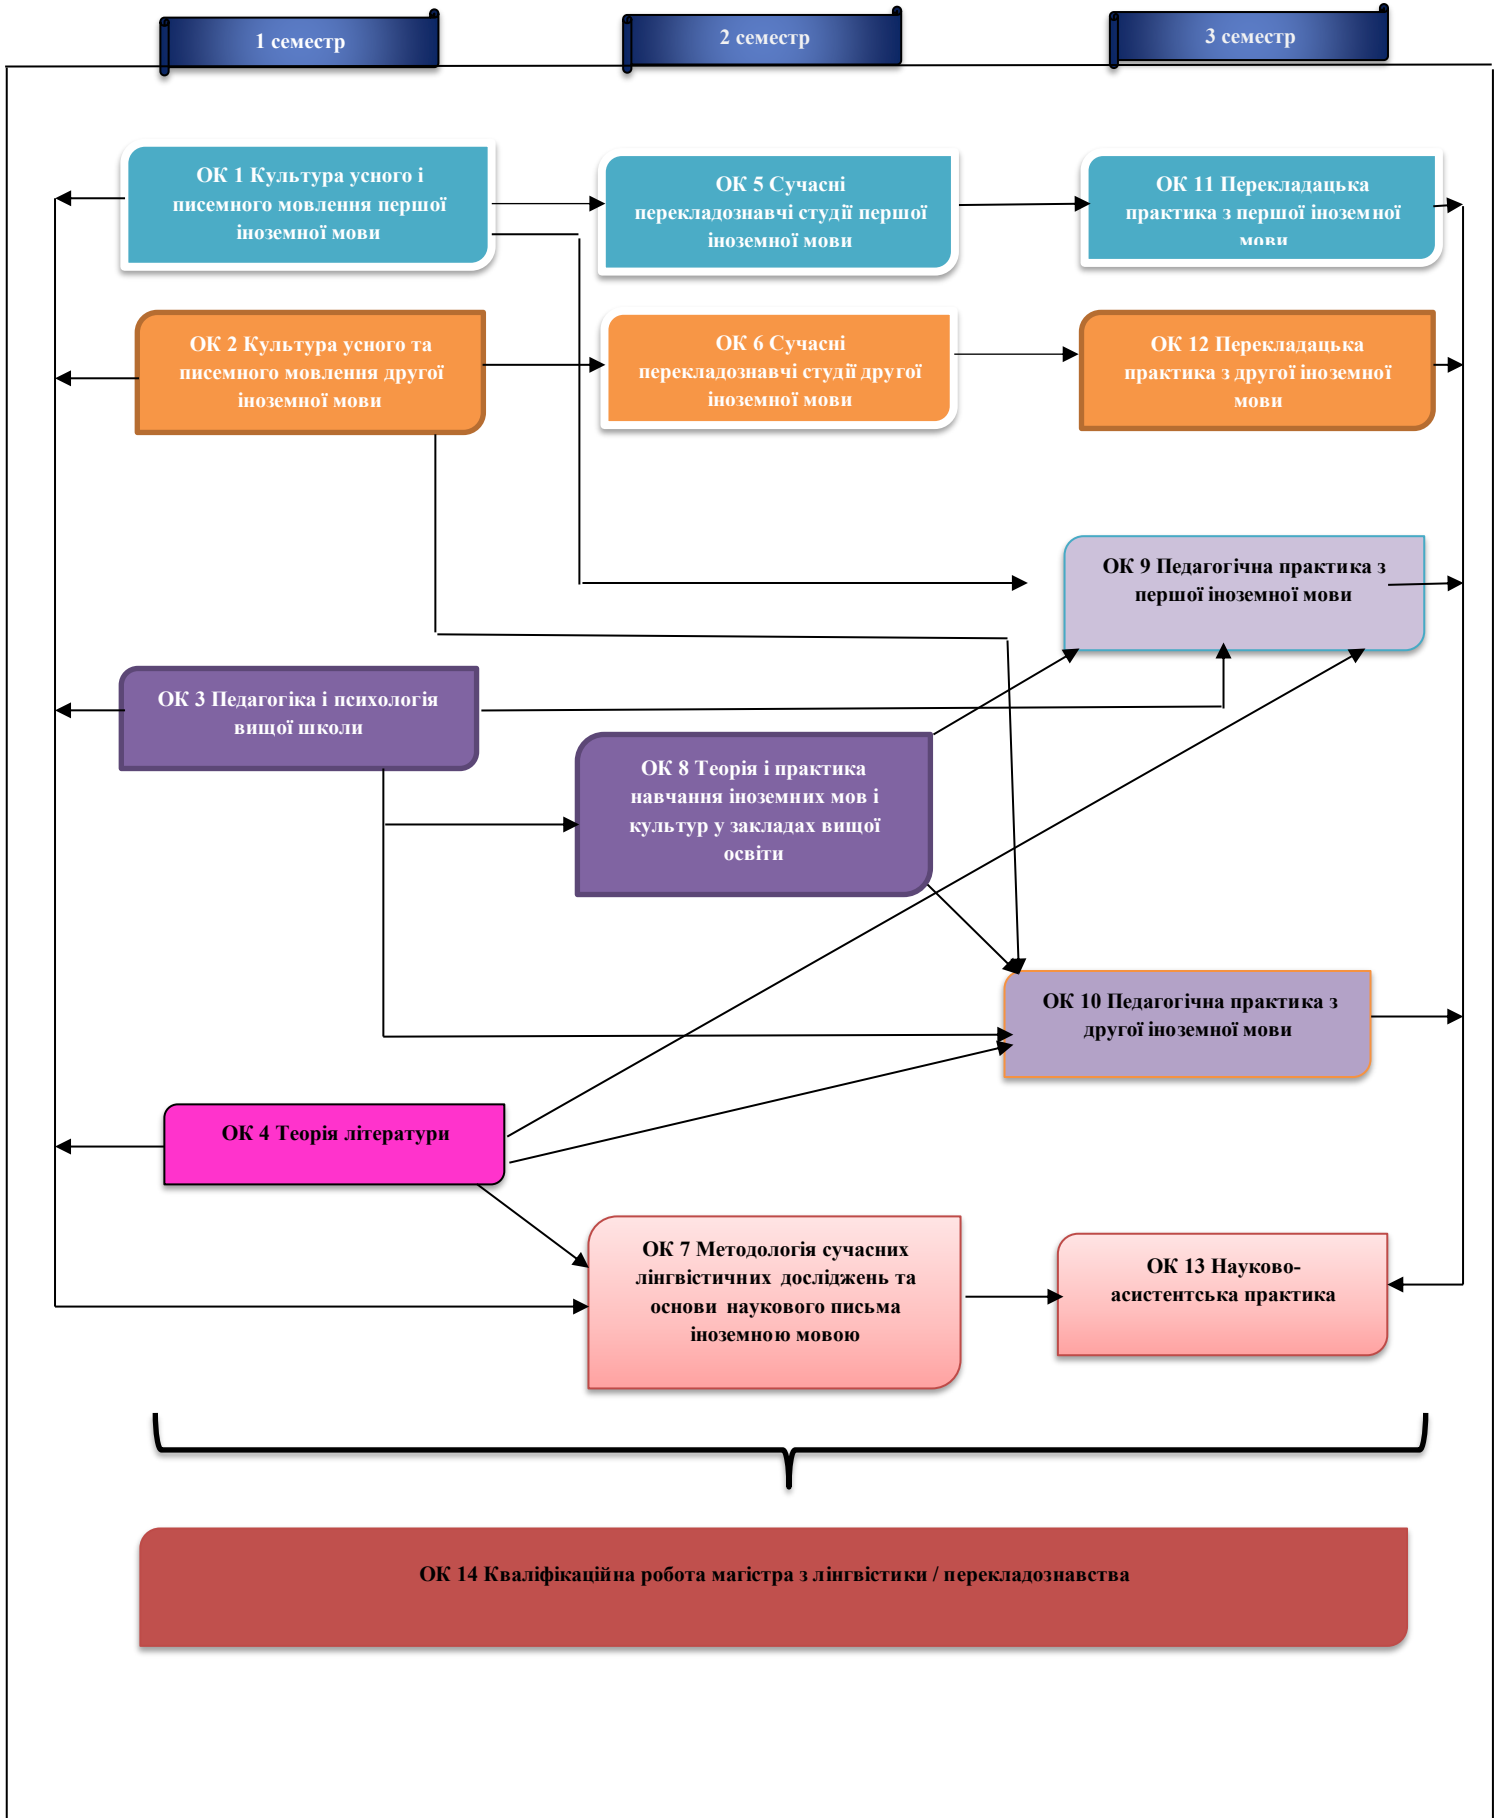 1 семестр
2 семестр
3 семестр
ОК 1 Культура усного і
писемного мовлення першої
іноземної мови
ОК 5 Сучасні
перекладознавчі студії першої
іноземної мови
ОК 11 Перекладацька
практика з першої іноземної
мови
ОК 2 Культура усного та
писемного мовлення другої
іноземної мови
ОК 6 Сучасні
перекладознавчі студії другої
іноземної мови
ОК 12 Перекладацька
практика з другої іноземної
мови
ОК 9 Педагогічна практика з
першої іноземної мови
ОК 3 Педагогіка і психологія
вищої школи
ОК 8 Теорія і практика
навчання іноземних мов і
культур у закладах вищої
освіти
ОК 10 Педагогічна практика з
другої іноземної мови
ОК 4 Теорія літератури
ОК 7 Методологія сучасних
лінгвістичних досліджень та
основи наукового письма
іноземною мовою
ОК 13 Науково-
асистентська практика
ОК 14 Кваліфікаційна робота магістра з лінгвістики / перекладознавства